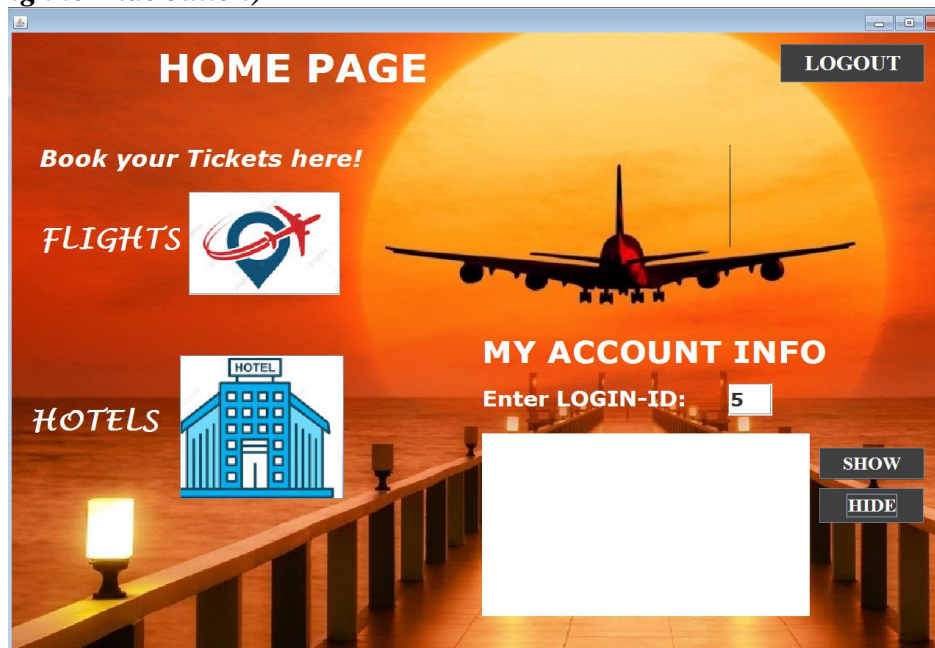 HOME PAGE
LOGOUT
Book your Tickets here!
FLIGHTS
HOTEL
HOTELS
MY ACCOUNT INFO
Enter LOGIN-ID: 5
SHOW
HIDE